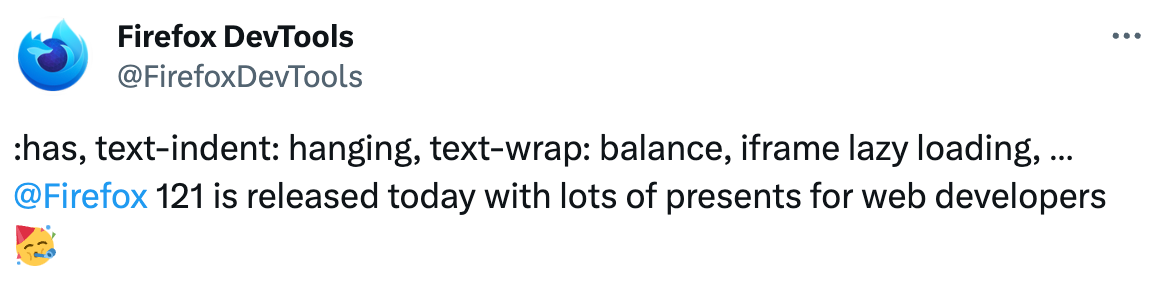 Firefox DevTools
@FirefoxDevTools
:has, text-indent: hanging, text-wrap: balance, iframe lazy loading, ...
@Firefox 121 is released today with lots of presents for web developers
🥳